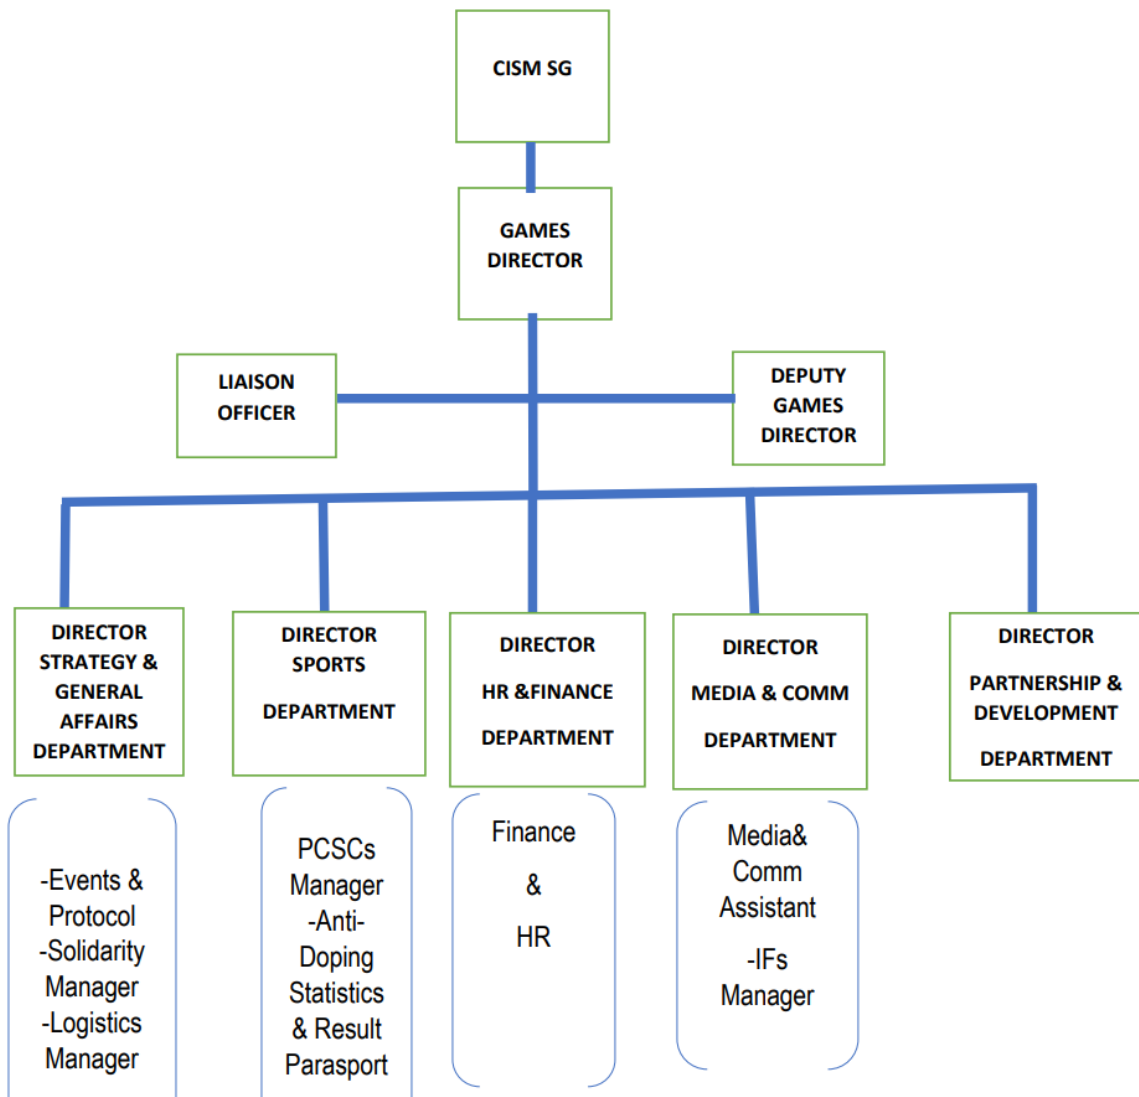 CISM SG
GAMES
DIRECTOR
LIAISON
OFFICER
DEPUTY
GAMES
DIRECTOR
DIRECTOR
STRATEGY &
GENERAL
AFFAIRS
DEPARTMENT
DIRECTOR
SPORTS
DEPARTMENT
DIRECTOR
HR &FINANCE
DEPARTMENT
DIRECTOR
MEDIA & COMM
DEPARTMENT
DIRECTOR
PARTNERSHIP &
DEVELOPMENT
DEPARTMENT
-Events &
Protocol
-Solidarity
Manager
-Logistics
Manager
PCSCs
Manager
-Anti-
Doping
Statistics
& Result
Parasport
Finance
&
HR
Media&
Comm
Assistant
-IFs
Manager